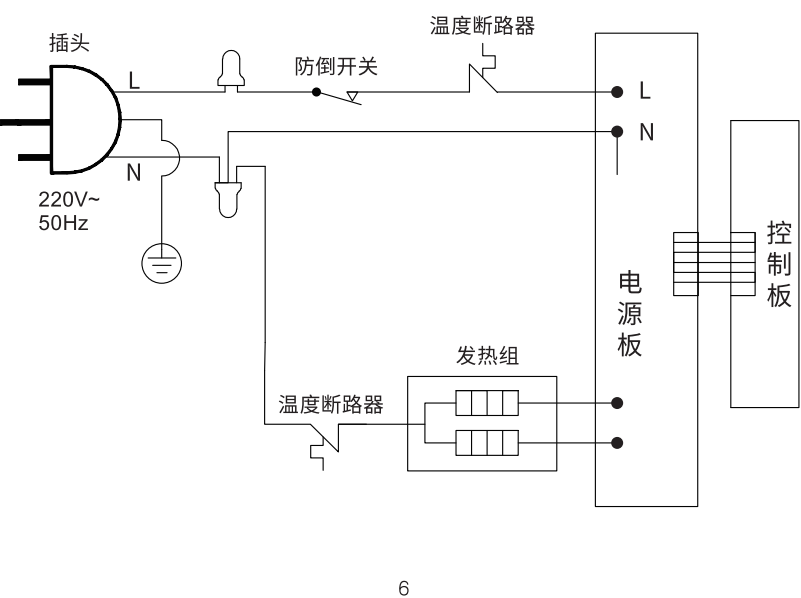 温度断路器
插头
防倒开关
L
L
N
N
220V~
50Hz
控制板
电源板
发热组
温度断路器
6